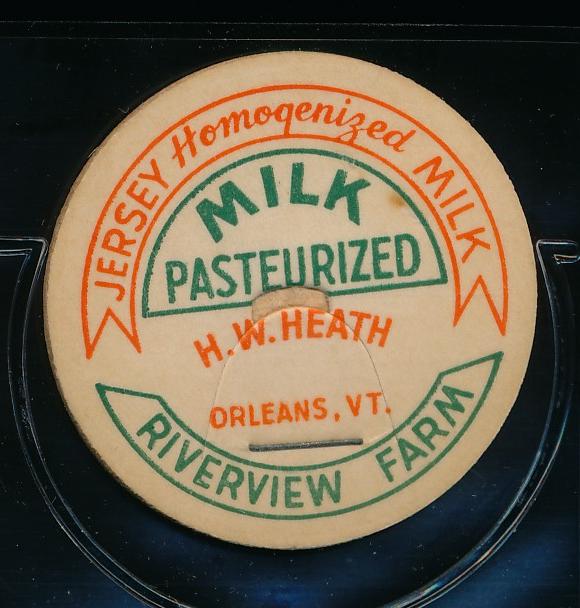 JERSEY Homogenized MILK
MILK
PASTEURIZED
H.W.HEATH
ORLEANS, VT.
RIVERVIEW FARM